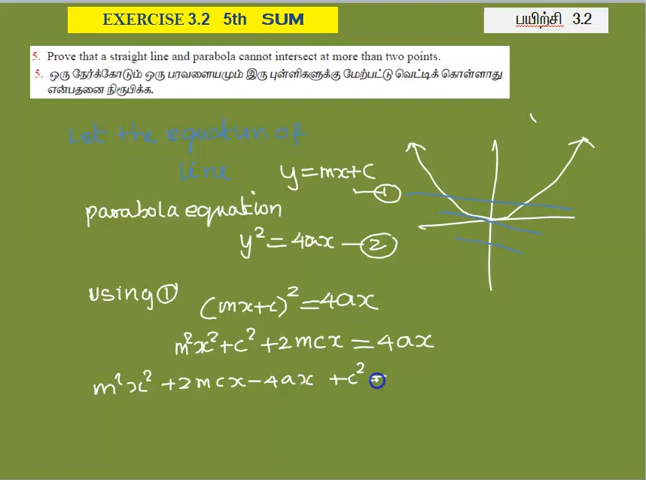 EXERCISE 3.2 5th SUM
பயிற்சி 3.2
5. Prove that a straight line and parabola cannot intersect at more than two points.
5. ஒரு நேர்க்கோடும் ஒரு பரவளையமும் இரு புள்ளிகளுக்கு மேற்பட்டு வெட்டிக் கொள்ளாது
என்பதனை நிரூபிக்க.
Let the equation of
line
y = mx + c
—①
parabola equation
y² = 4ax —②
using ①
(mx+c)² = 4ax
m²x² + c² + 2mcx = 4ax
m²x² + 2mcx - 4ax + c² =